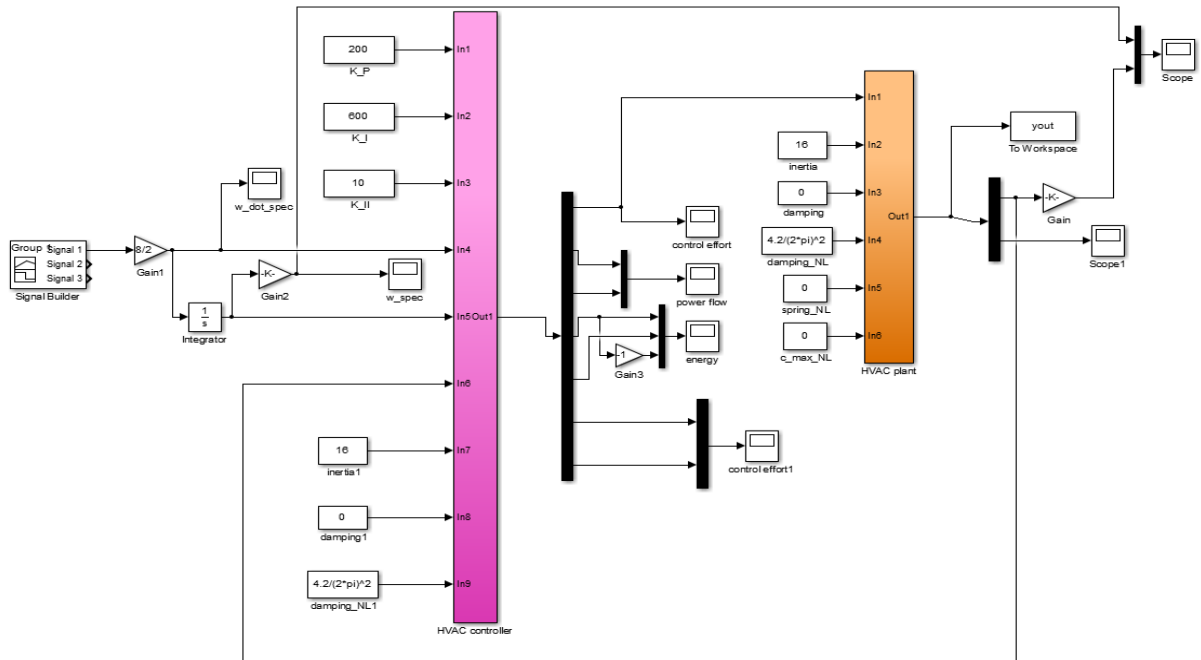 Group 1
Signal 1
Signal 2
Signal 3
Signal Builder
8/2
Gain1
w_dot_spec
1
s
Integrator
-K-
Gain2
w_spec
200
K_P
600
K_I
10
K_II
16
inertia1
0
damping1
4.2/(2*pi)^2
damping_NL1
In1
In2
In3
In4
In5
In6
In7
In8
In9
Out1
HVAC controller
control effort
power flow
energy
-1
Gain3
control effort1
16
inertia
0
damping
4.2/(2*pi)^2
damping_NL
0
spring_NL
0
c_max_NL
In1
In2
In3
In4
In5
In6
Out1
HVAC plant
yout
To Workspace
-K-
Gain
Scope1
Scope